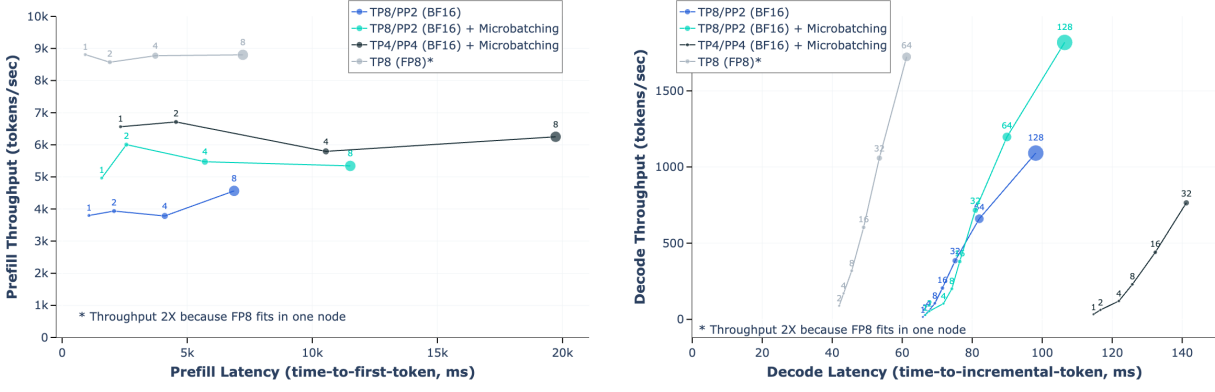 10k
9k
8k
7k
6k
5k
4k
3k
2k
1k
0
Prefill Throughput (tokens/sec)
TP8/PP2 (BF16)
TP8/PP2 (BF16) + Microbatching
TP4/PP4 (BF16) + Microbatching
TP8 (FP8)*
1
2
4
8
1
2
4
8
1
2
4
8
1
2
4
8
* Throughput 2X because FP8 fits in one node
0
5k
10k
15k
20k
Prefill Latency (time-to-first-token, ms)
TP8/PP2 (BF16)
TP8/PP2 (BF16) + Microbatching
TP4/PP4 (BF16) + Microbatching
TP8 (FP8)*
1500
1000
500
0
Decode Throughput (tokens/sec)
128
64
64
128
32
32
32
64
16
32
16
8
16
8
8
8
4
4
4
2
2
1
* Throughput 2X because FP8 fits in one node
0
20
40
60
80
100
120
140
Decode Latency (time-to-incremental-token, ms)